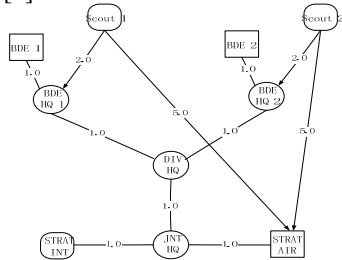 Scout 1
Scout 2
BDE 1
BDE 2
2.0
2.0
1.0
1.0
BDE
HQ 1
BDE
HQ 2
5.0
5.0
1.0
1.0
DIV
HQ
1.0
STRAT
INT
1.0
JNT
HQ
1.0
STRAT
AIR